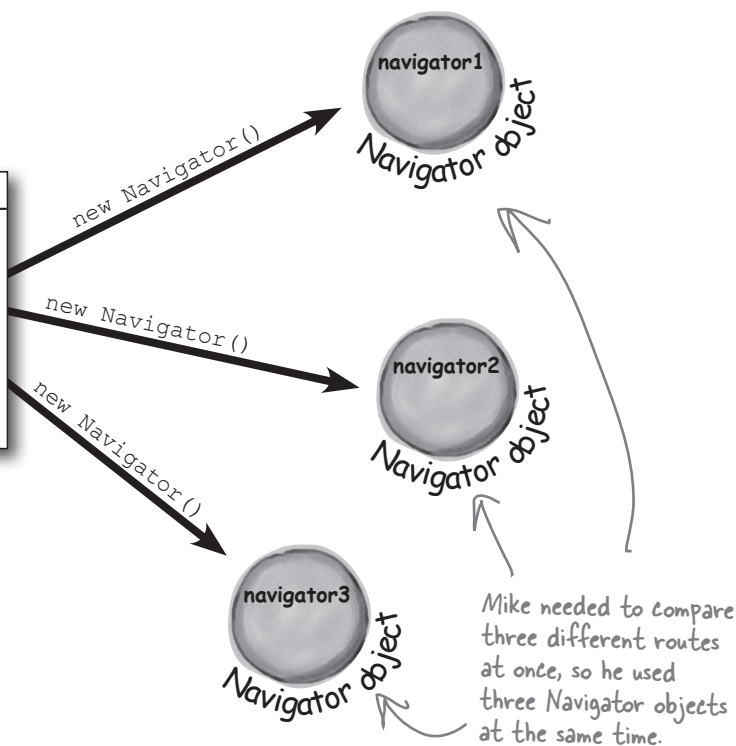 navigator1
Navigator object
new Navigator()
new Navigator()
navigator2
Navigator object
new Navigator()
navigator3
Navigator object
Mike needed to compare
three different routes
at once, so he used
three Navigator objects
at the same time.